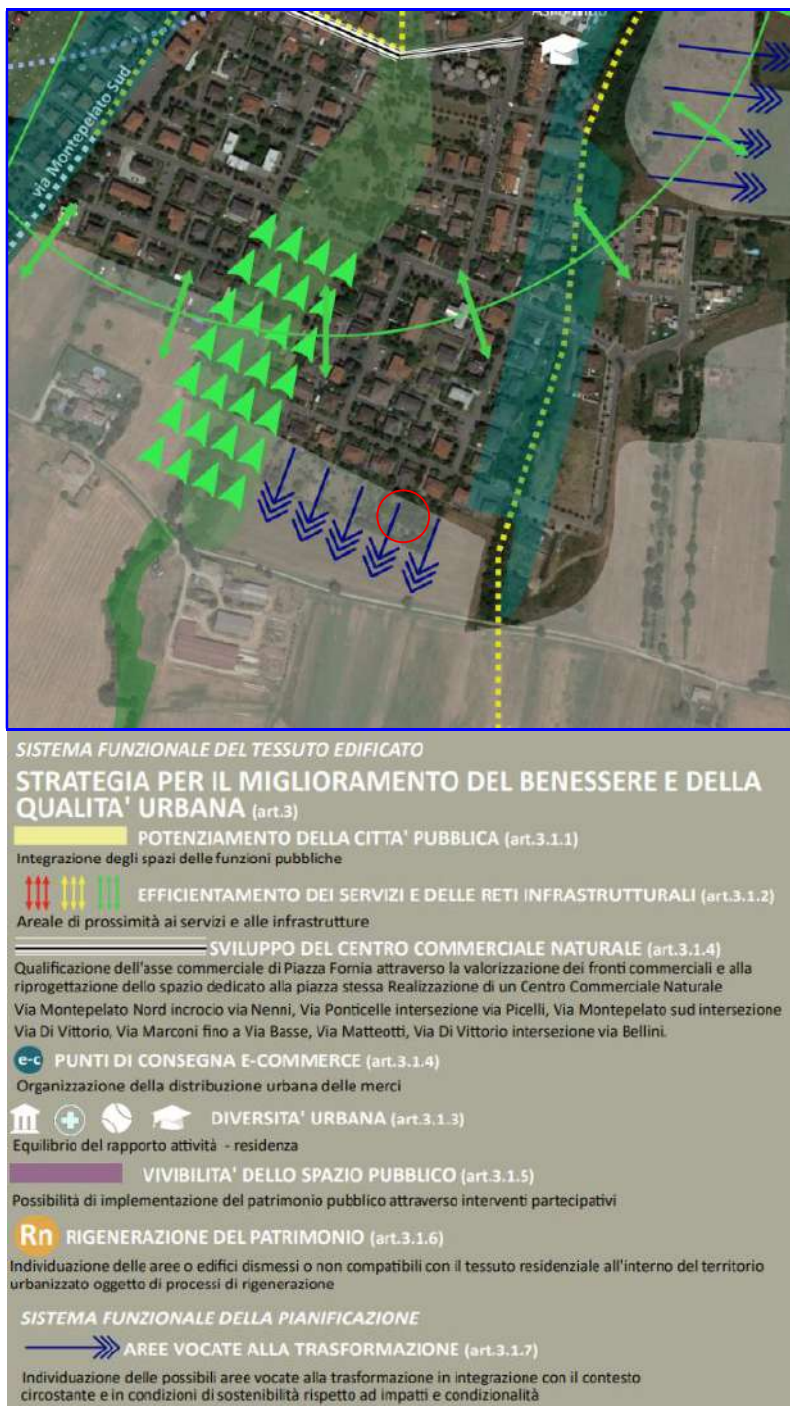 via Montepelato Sud
SISTEMA FUNZIONALE DEL TESSUTO EDIFICATO
STRATEGIA PER IL MIGLIORAMENTO DEL BENESSERE E DELLA
QUALITA' URBANA (art.3)
POTENZIAMENTO DELLA CITTA' PUBBLICA (art.3.1.1)
Integrazione degli spazi delle funzioni pubbliche
EFFICIENTAMENTO DEI SERVIZI E DELLE RETI INFRASTRUTTURALI (art.3.1.2)
Areale di prossimità ai servizi e alle infrastrutture
SVILUPPO DEL CENTRO COMMERCIALE NATURALE (art.3.1.4)
Qualificazione dell'asse commerciale di Piazza Fornia attraverso la valorizzazione dei fronti commerciali e alla
riprogettazione dello spazio dedicato alla piazza stessa Realizzazione di un Centro Commerciale Naturale
Via Montepelato Nord incrocio via Nenni, Via Ponticelle intersezione via Picelli, Via Montepelato sud intersezione
Via Di Vittorio, Via Marconi fino a Via Basse, Via Matteotti, Via Di Vittorio intersezione via Bellini.
e-c PUNTI DI CONSEGNA E-COMMERCE (art.3.1.4)
Organizzazione della distribuzione urbana delle merci
DIVERSITA' URBANA (art.3.1.3)
Equilibrio del rapporto attività - residenza
VIVIBILITA' DELLO SPAZIO PUBBLICO (art.3.1.5)
Possibilità di implementazione del patrimonio pubblico attraverso interventi partecipativi
Rn RIGENERAZIONE DEL PATRIMONIO (art.3.1.6)
Individuazione delle aree o edifici dismessi o non compatibili con il tessuto residenziale all'interno del territorio
urbanizzato oggetto di processi di rigenerazione
SISTEMA FUNZIONALE DELLA PIANIFICAZIONE
AREE VOCATE ALLA TRASFORMAZIONE (art.3.1.7)
Individuazione delle possibili aree vocate alla trasformazione in integrazione con il contesto
circostante e in condizioni di sostenibilità rispetto ad impatti e condizionalità